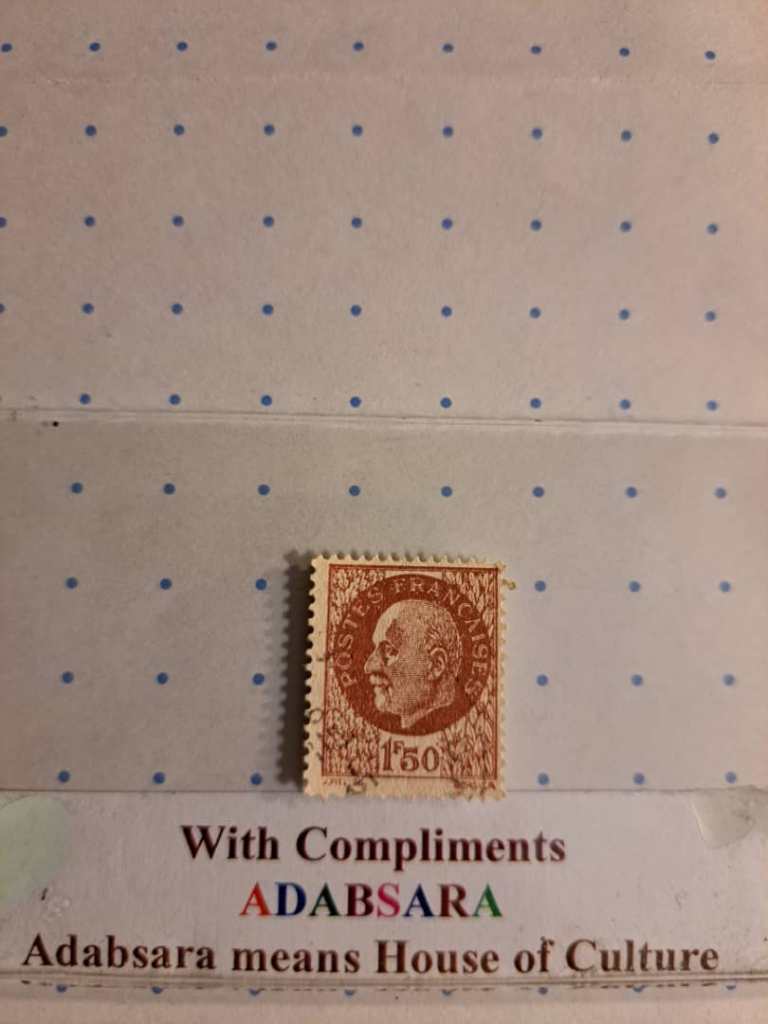 POSTES FRANÇAISES
1F50
With Compliments
ADABSARA
Adabsara means House of Culture